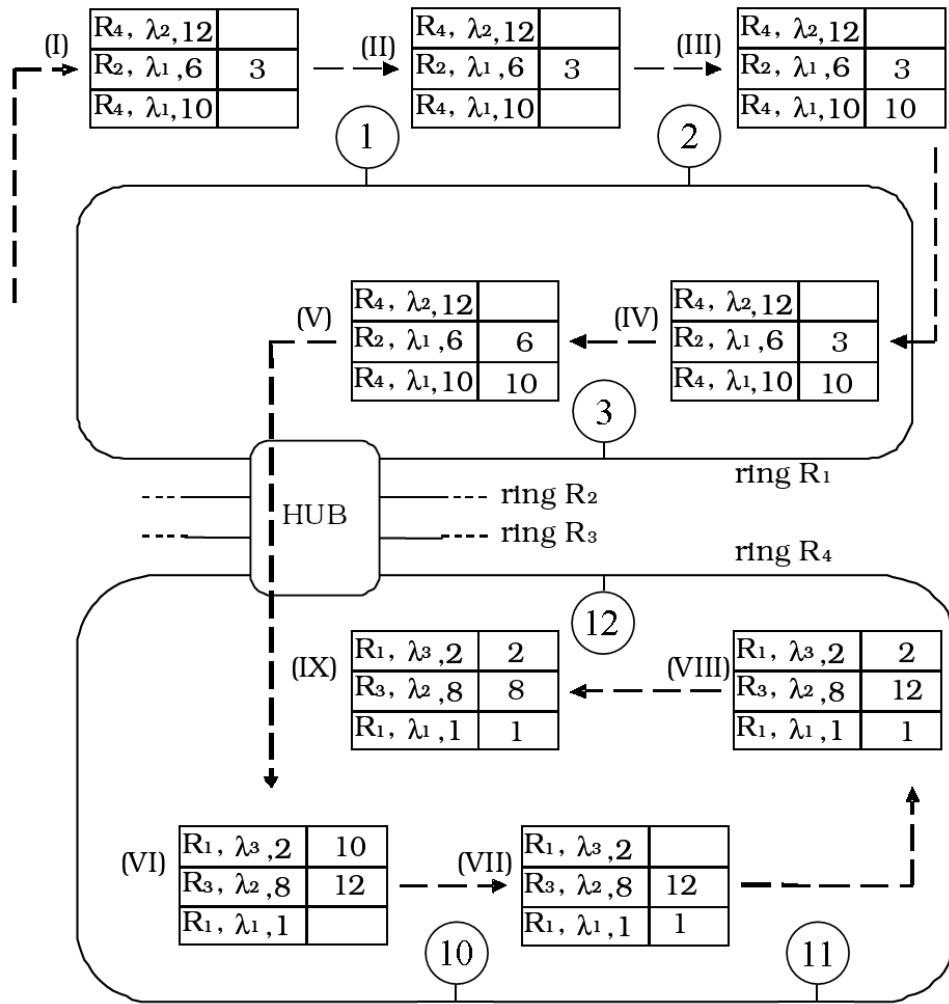 (I)
R4, λ2,12
R2, λ1,6 3
R4, λ1,10
(II)
R4, λ2,12
R2, λ1,6 3
R4, λ1,10
(III)
R4, λ2,12
R2, λ1,6 3
R4, λ1,10 10
1
2
(V)
R4, λ2,12
R2, λ1,6 6
R4, λ1,10 10
(IV)
R4, λ2,12
R2, λ1,6 3
R4, λ1,10 10
3
ring R1
HUB
ring R2
ring R3
ring R4
12
(IX)
R1, λ3,2 2
R3, λ2,8 8
R1, λ1,1 1
(VIII)
R1, λ3,2 2
R3, λ2,8 12
R1, λ1,1 1
(VI)
R1, λ3,2 10
R3, λ2,8 12
R1, λ1,1
(VII)
R1, λ3,2
R3, λ2,8 12
R1, λ1,1 1
10
11